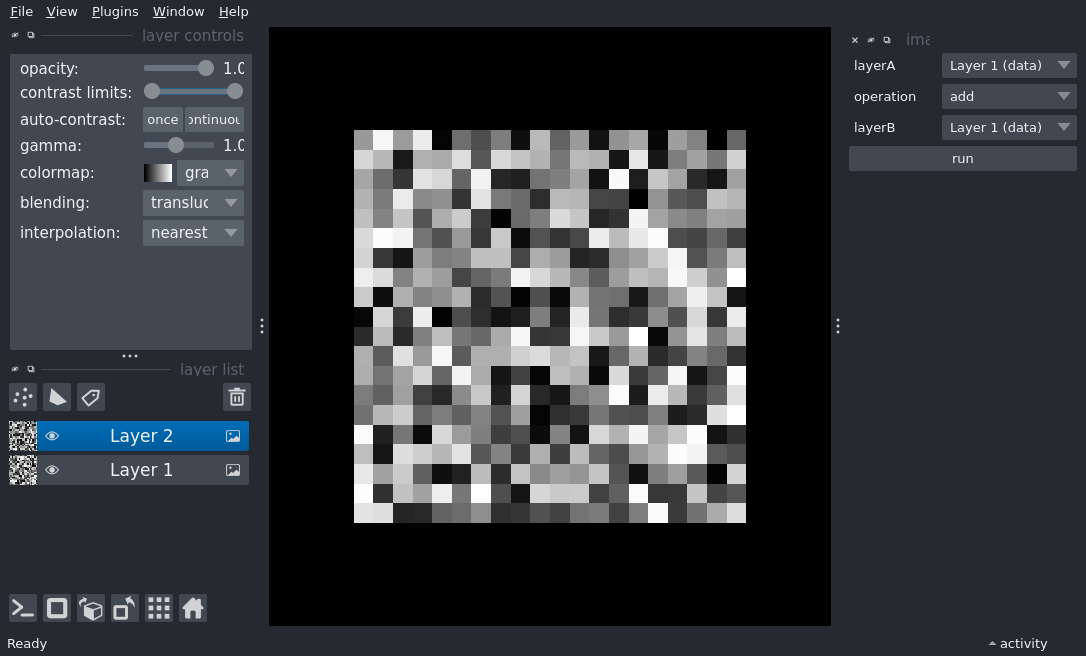 File View Plugins Window Help
layer controls
opacity: 1.0
contrast limits:
auto-contrast: once ontinuou
gamma: 1.0
colormap: gra
blending: transluc
interpolation: nearest
layer list
Layer 2
Layer 1
Ready
ima
layerA Layer 1 (data)
operation add
layerB Layer 1 (data)
run
activity